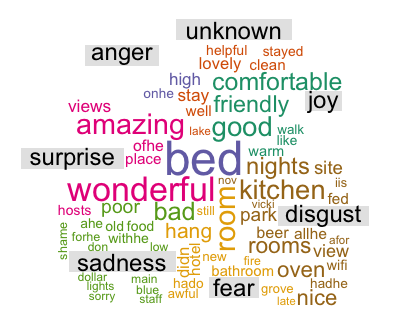 unknown
anger
helpful stayed
lovely clean
high comfortable
onhe stay joy
views well friendly
amazing lake good walk
ofhe like
surprise place bed warm
nights site
wonderful nov kitchen iis
hosts poor still room vicki fed
ahe old food bad park disgust
shame forhe withhe hang beer allhe
don low didn hotel new rooms afor
sadness fire view
bathroom oven wifi
dollar main hado hadhe
lights blue awful fear grove nice
sorry staff late